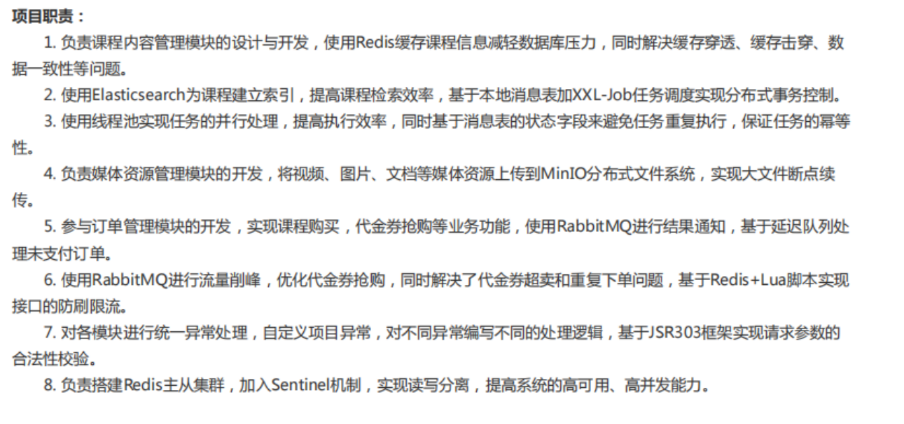 项目职责：
1. 负责课程内容管理模块的设计与开发，使用Redis缓存课程信息减轻数据库压力，同时解决缓存穿透、缓存击穿、数
据一致性等问题。
2. 使用Elasticsearch为课程建立索引，提高课程检索效率，基于本地消息表加XXL-Job任务调度实现分布式事务控制。
3. 使用线程池实现任务的并行处理，提高执行效率，同时基于消息表的状态字段来避免任务重复执行，保证任务的幂等
性。
4. 负责媒体资源管理模块的开发，将视频、图片、文档等媒体资源上传到MinIO分布式文件系统，实现大文件断点续
传。
5. 参与订单管理模块的开发，实现课程购买，代金券抢购等业务功能，使用RabbitMQ进行结果通知，基于延迟队列处
理未支付订单。
6. 使用RabbitMQ进行流量削峰，优化代金券抢购，同时解决了代金券超卖和重复下单问题，基于Redis+Lua脚本实现
接口的防刷限流。
7. 对各模块进行统一异常处理，自定义项目异常，对不同异常编写不同的处理逻辑，基于JSR303框架实现请求参数的
合法性校验。
8. 负责搭建Redis主从集群，加入Sentinel机制，实现读写分离，提高系统的高可用、高并发能力。